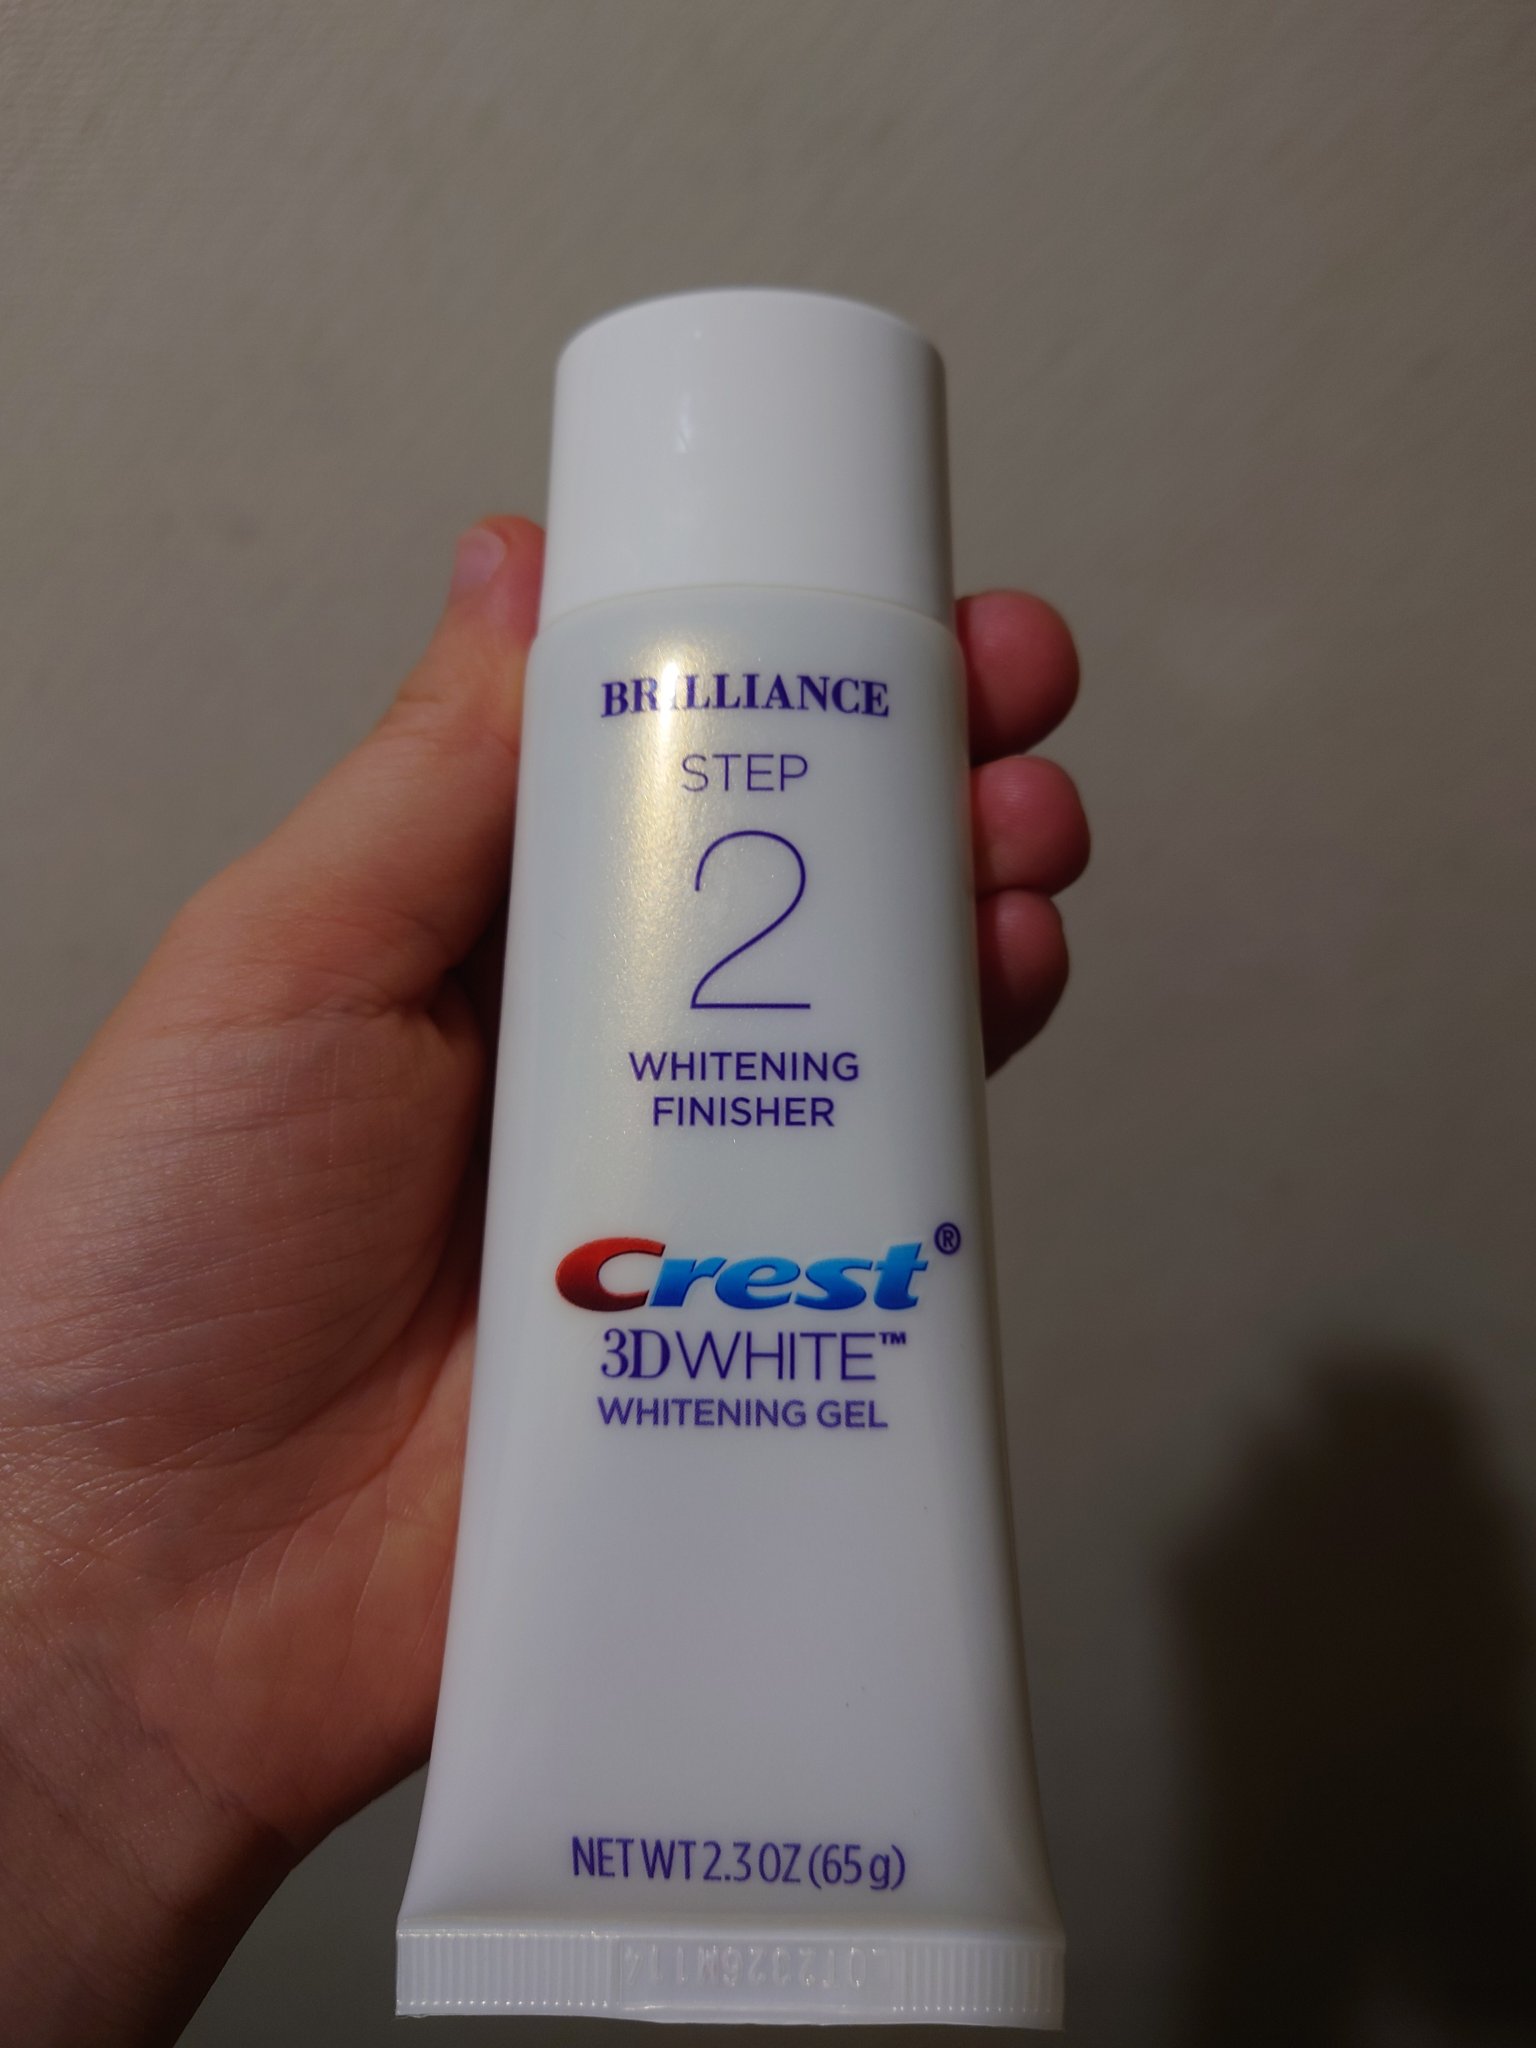 BRILLIANCE
STEP
2
WHITENING
FINISHER
Crest®
3DWHITE™
WHITENING GEL
NET WT 2.3 OZ (65 g)